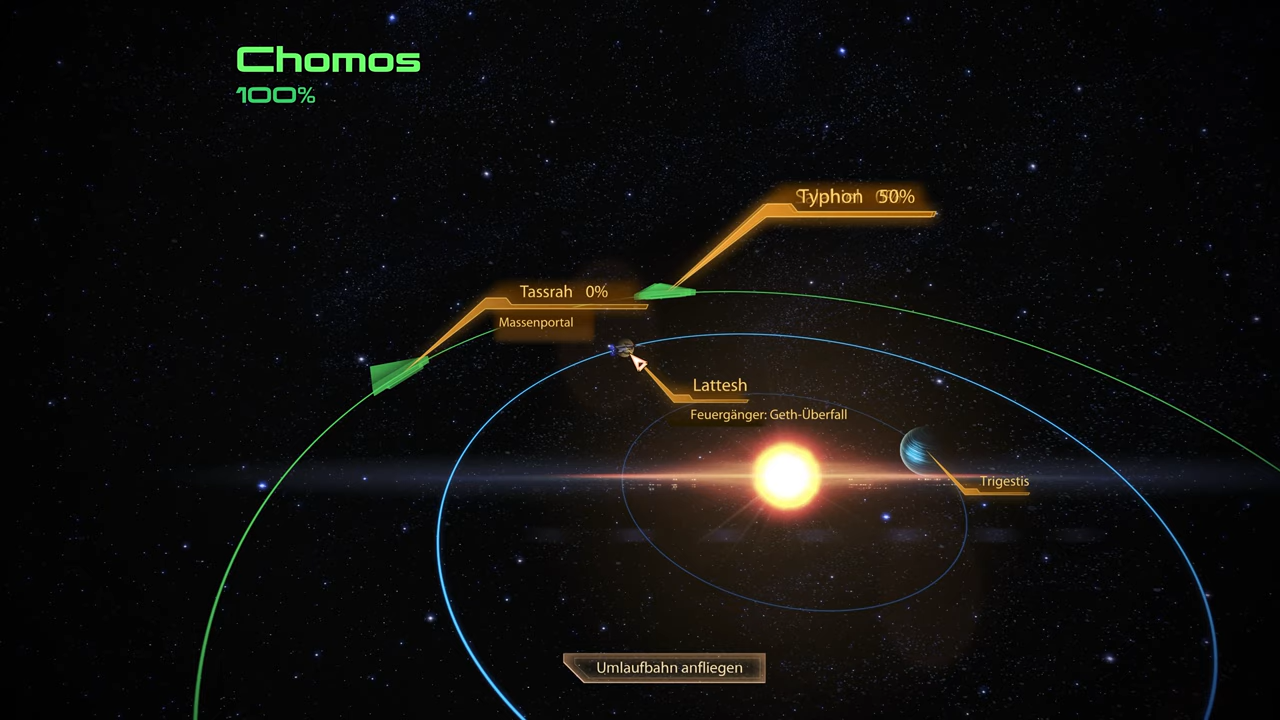 Chomos
100%
Typhon 50%
Tassrah 0%
Massenportal
Lattesh
Feuergänger: Geth-Überfall
Trigestis
Umlaufbahn anfliegen